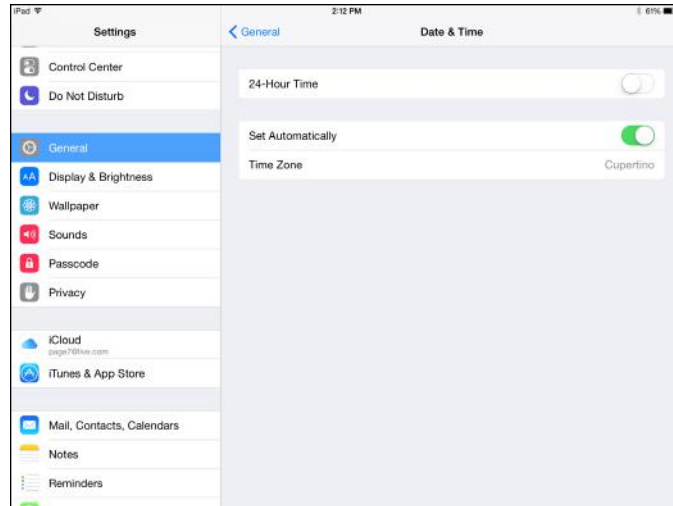 iPad
2:12 PM
61%
Settings
Control Center
Do Not Disturb
General
Display & Brightness
Wallpaper
Sounds
Passcode
Privacy
iCloud
iTunes & App Store
Mail, Contacts, Calendars
Notes
Reminders
General
Date & Time
24-Hour Time
Set Automatically
Time Zone
Cupertino